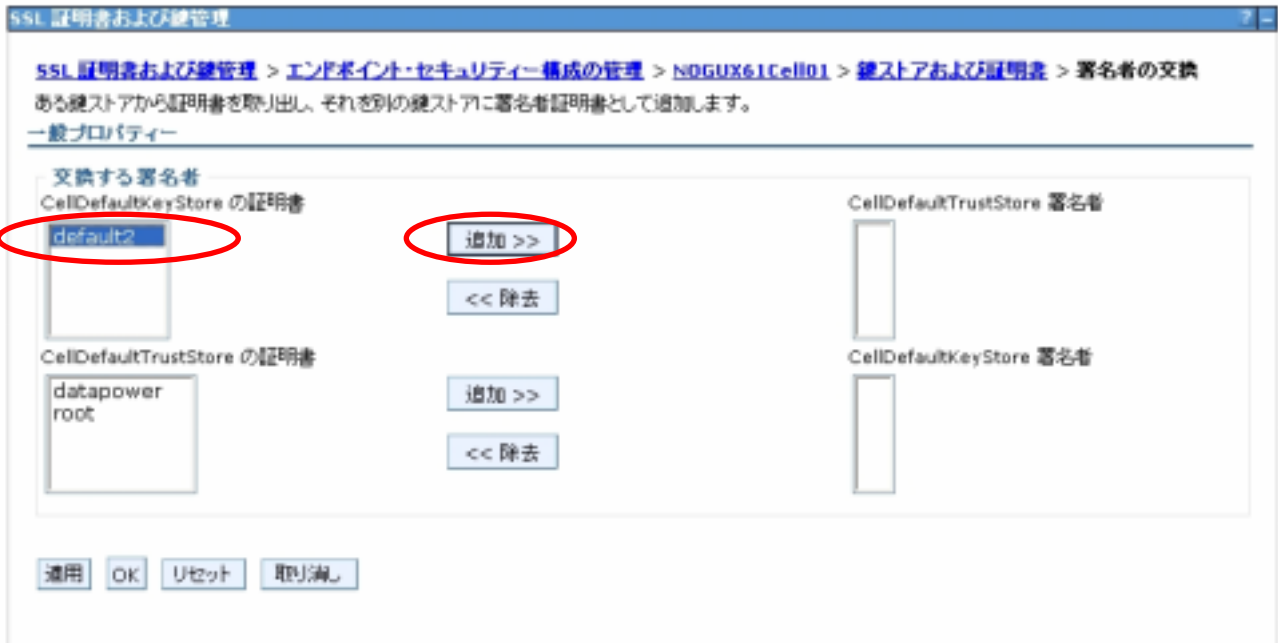 SSL 証明書および鍵管理
? -
SSL 証明書および鍵管理 > エンドポイント・セキュリティー構成の管理 > NOGUX61Cell01 > 鍵ストアおよび証明書 > 署名者の交換
ある鍵ストアから証明書を取り出し、それを別の鍵ストアに署名者証明書として追加します。
一般プロパティー
交換する署名者
CellDefaultKeyStore の証明書
CellDefaultTrustStore 署名者
default2
追加 >>
<< 除去
CellDefaultTrustStore の証明書
CellDefaultKeyStore 署名者
datapower
root
追加 >>
<< 除去
適用 OK リセット 取り消し